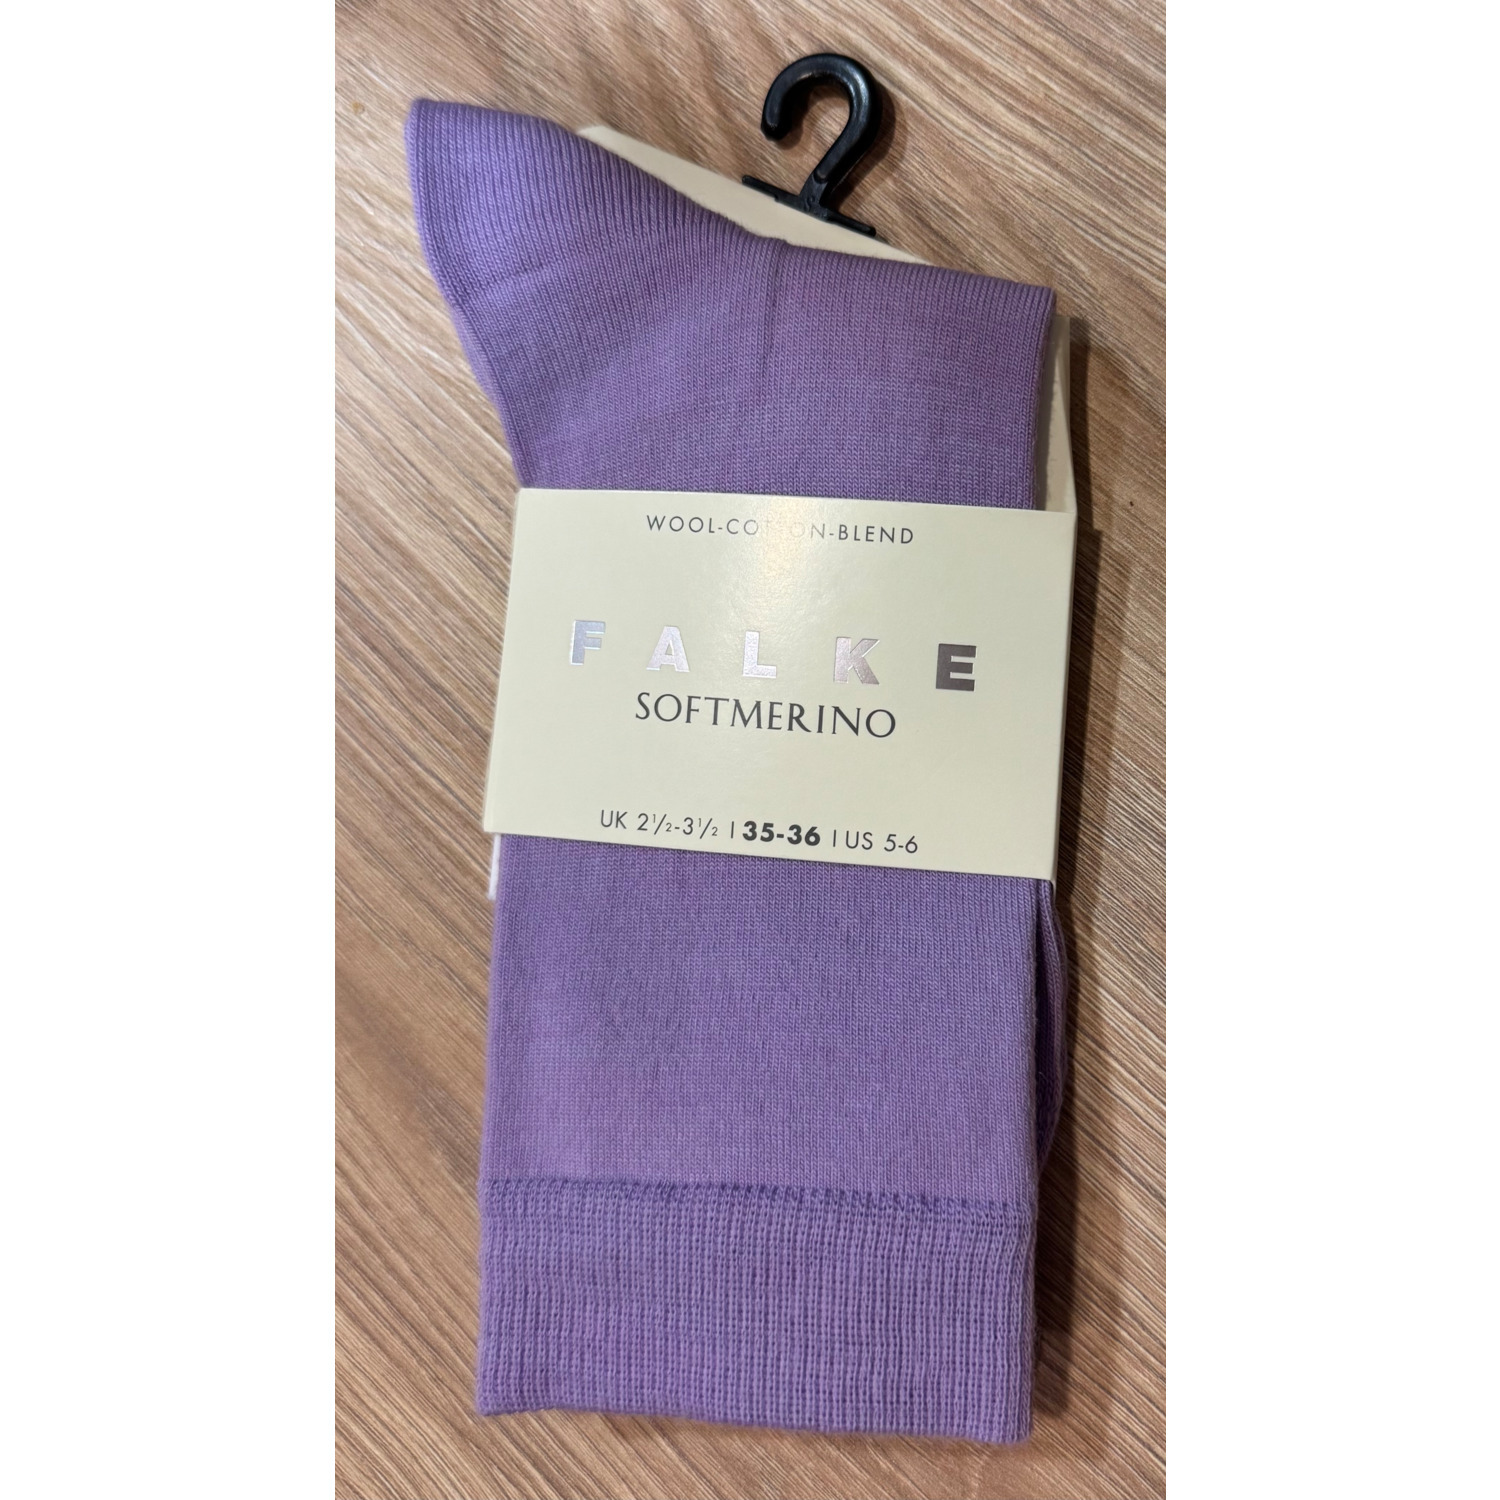 WOOL-COTTON-BLEND
FALKE
SOFTMERINO
UK 2½-3½ | 35-36 | US 5-6